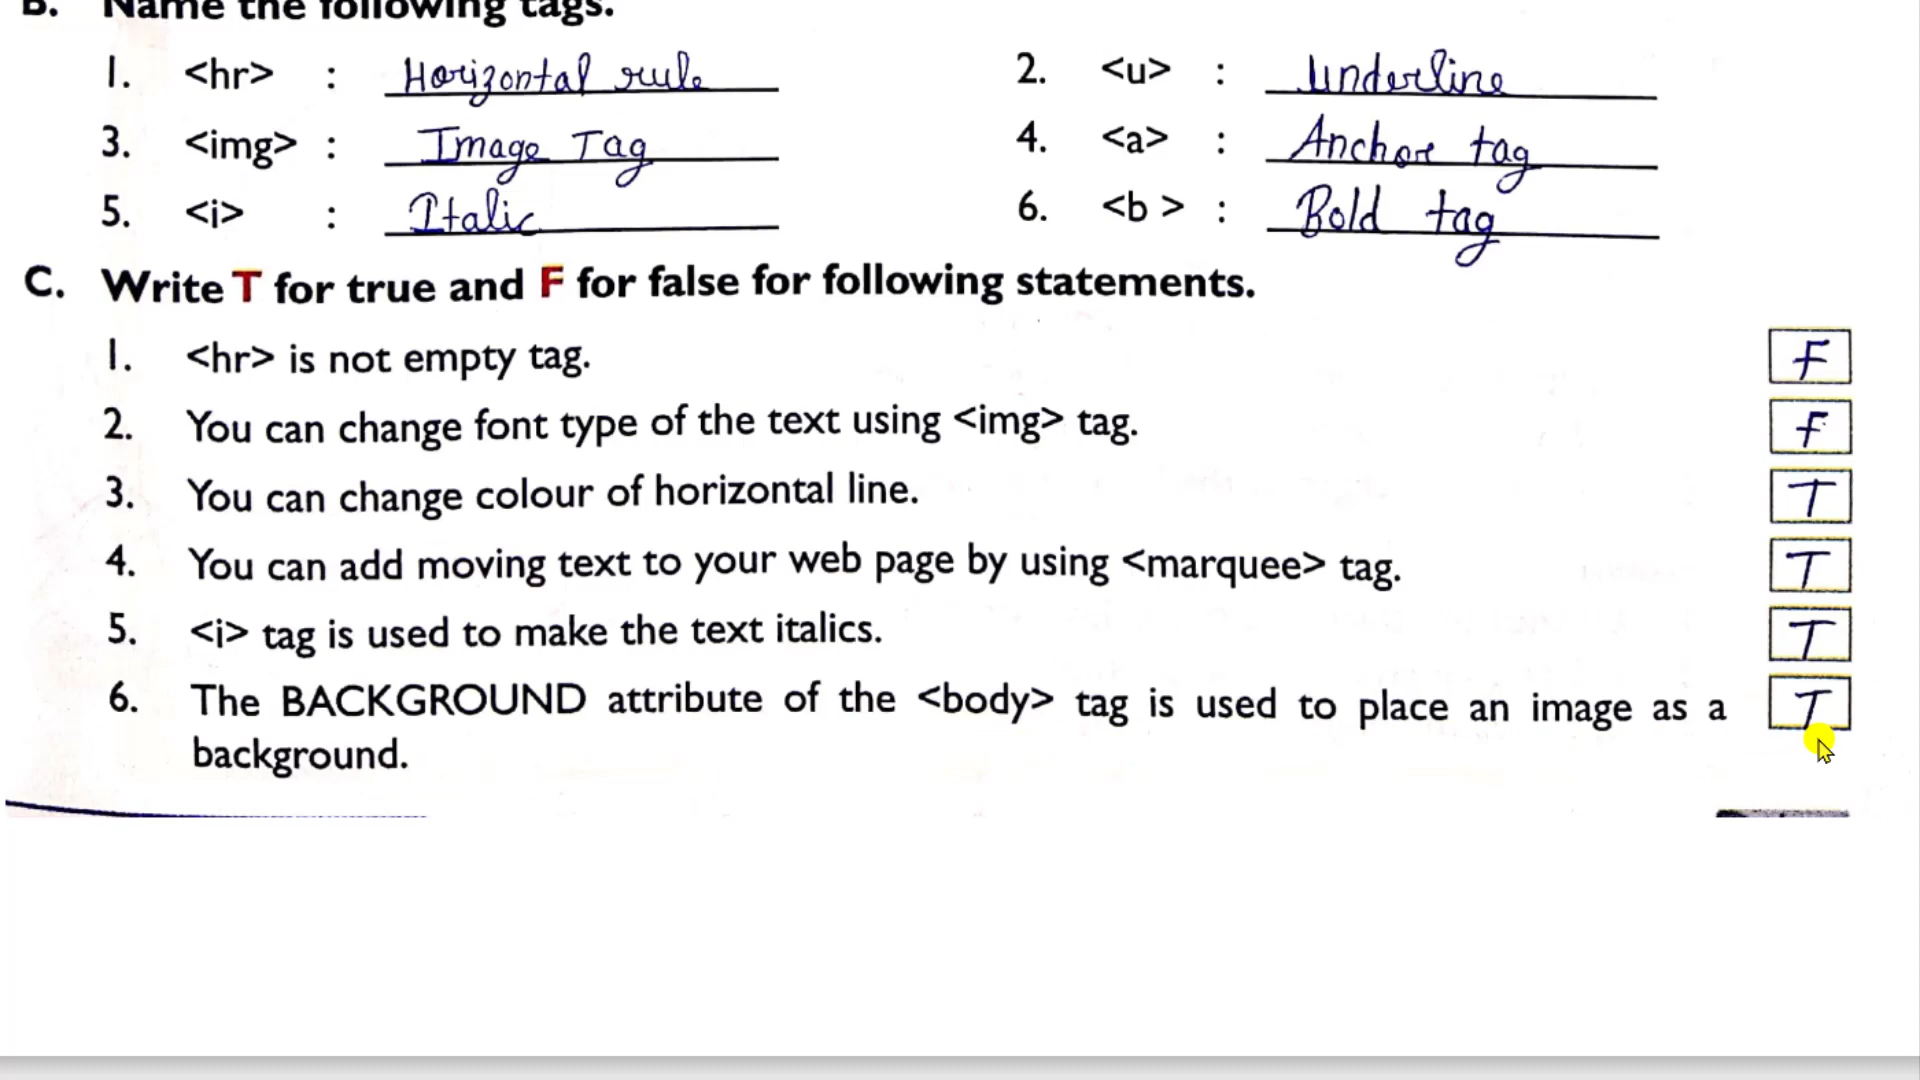 B. Name the following tags.
1. <hr> : Horizontal rule 2. <u> : Underline
3. <img> : Image Tag 4. <a> : Anchor tag
5. <i> : Italic 6. <b > : Bold tag
C. Write T for true and F for false for following statements.
1. <hr> is not empty tag. F
2. You can change font type of the text using <img> tag. F
3. You can change colour of horizontal line. T
4. You can add moving text to your web page by using <marquee> tag. T
5. <i> tag is used to make the text italics. T
6. The BACKGROUND attribute of the <body> tag is used to place an image as a T
background.